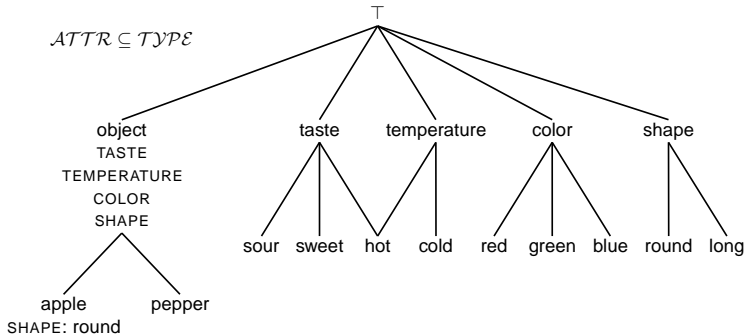 ⊤
𝒜𝒯𝒯ℛ ⊆ 𝒯𝒴𝒫ℰ
object taste temperature color shape
TASTE
TEMPERATURE
COLOR
SHAPE
sour sweet hot cold red green blue round long
apple pepper
SHAPE: round